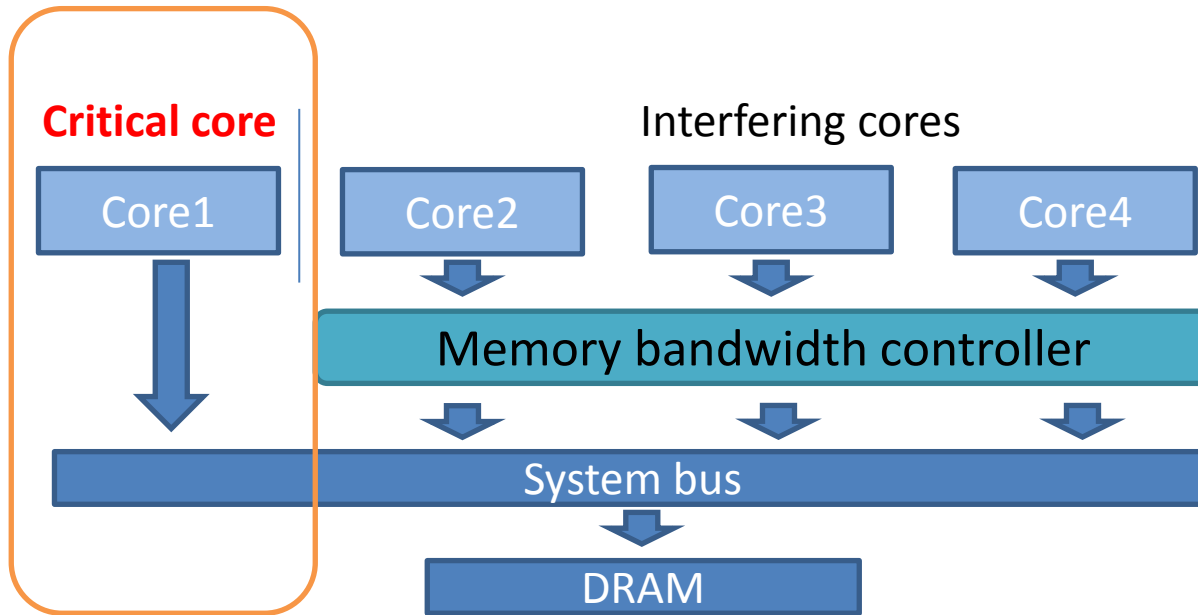 Critical core
Interfering cores
Core1
Core2
Core3
Core4
Memory bandwidth controller
System bus
DRAM